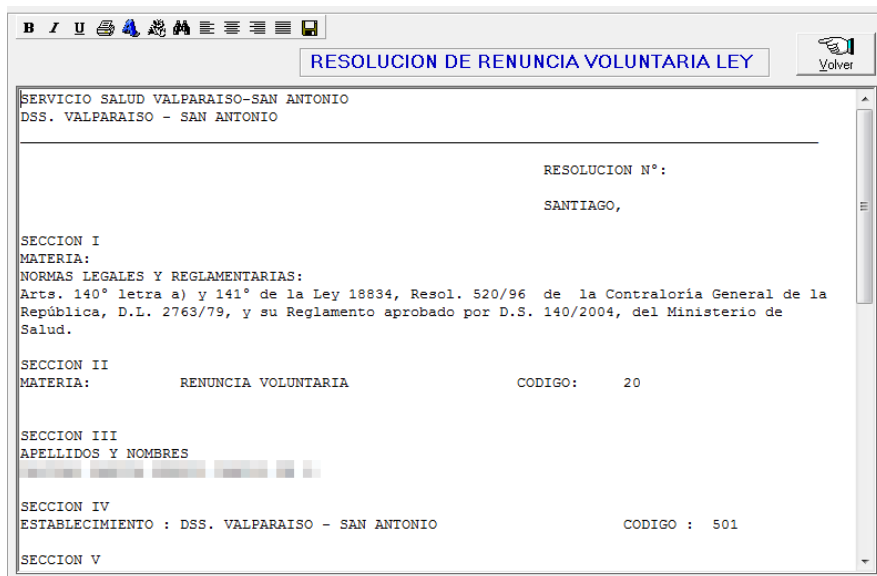 B I U
RESOLUCION DE RENUNCIA VOLUNTARIA LEY
Volver
SERVICIO SALUD VALPARAISO-SAN ANTONIO
DSS. VALPARAISO - SAN ANTONIO
RESOLUCION Nº:
SANTIAGO,
SECCION I
MATERIA:
NORMAS LEGALES Y REGLAMENTARIAS:
Arts. 140º letra a) y 141º de la Ley 18834, Resol. 520/96 de la Contraloría General de la
República, D.L. 2763/79, y su Reglamento aprobado por D.S. 140/2004, del Ministerio de
Salud.
SECCION II
MATERIA: RENUNCIA VOLUNTARIA CODIGO: 20
SECCION III
APELLIDOS Y NOMBRES
SECCION IV
ESTABLECIMIENTO : DSS. VALPARAISO - SAN ANTONIO CODIGO : 501
SECCION V